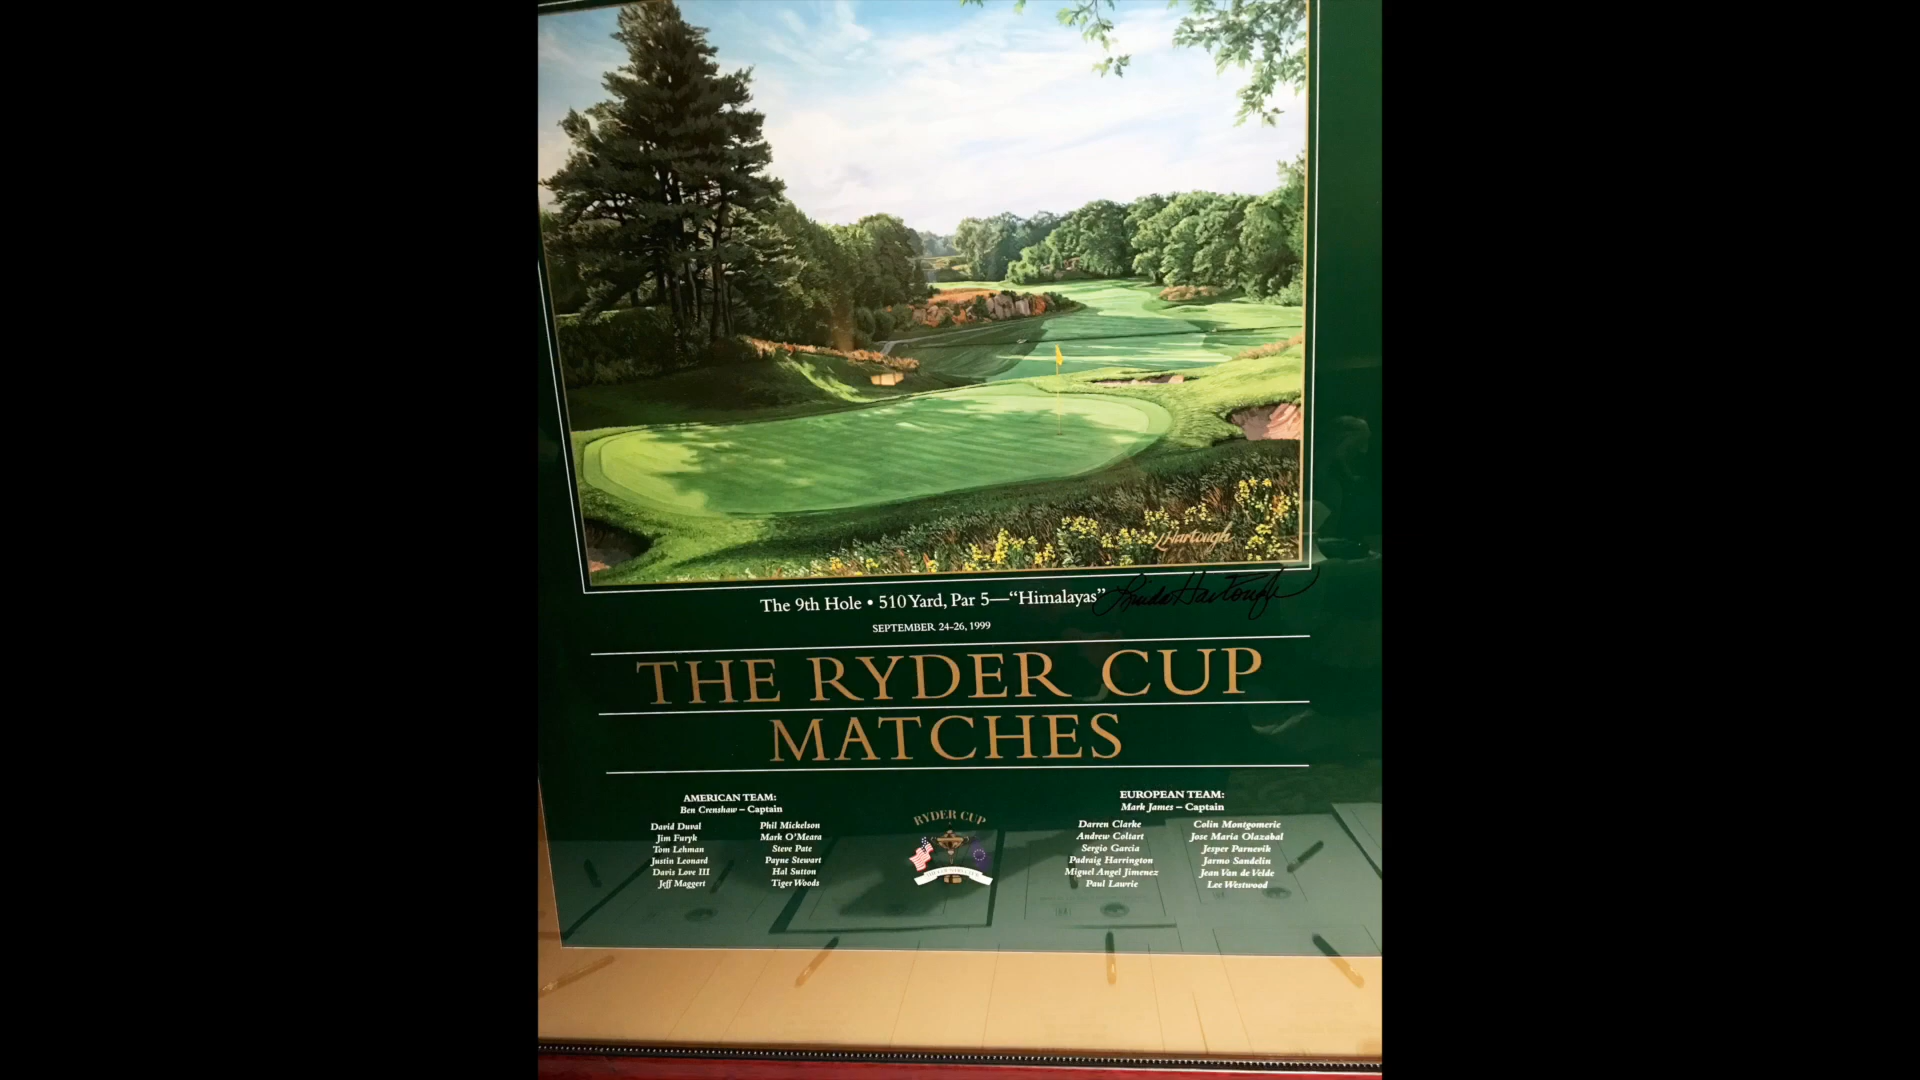 LHartough
The 9th Hole • 510 Yard, Par 5—“Himalayas”
Linda Hartough
SEPTEMBER 24-26, 1999
THE RYDER CUP
MATCHES
AMERICAN TEAM:
Ben Crenshaw – Captain
David Duval
Jim Furyk
Tom Lehman
Justin Leonard
Davis Love III
Jeff Maggert
Phil Mickelson
Mark O'Meara
Steve Pate
Payne Stewart
Hal Sutton
Tiger Woods
RYDER CUP
EUROPEAN TEAM:
Mark James – Captain
Darren Clarke
Andrew Coltart
Sergio Garcia
Padraig Harrington
Miguel Angel Jimenez
Paul Lawrie
Colin Montgomerie
Jose Maria Olazabal
Jesper Parnevik
Jarmo Sandelin
Jean Van de Velde
Lee Westwood